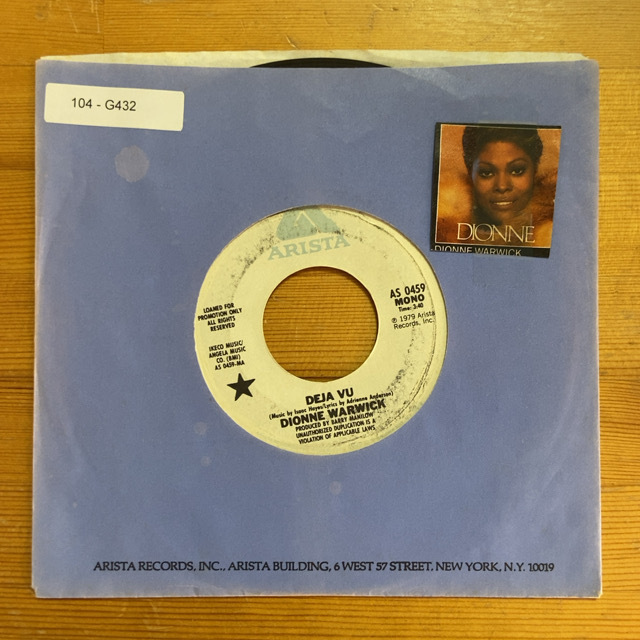 104 - G432
DIONNE
DIONNE WARWICK
ARISTA
AS 0459
MONO
Time: 3:40
℗ 1979 Arista
Records, Inc.
LOANED FOR
PROMOTION ONLY
ALL RIGHTS
RESERVED
IKECO MUSIC/
ANGELA MUSIC
CO. (BMI)
AS 0459-MA
DEJA VU
(Music by Isaac Hayes/Lyrics by Adrienne Anderson)
DIONNE WARWICK
PRODUCED BY BARRY MANILOW
UNAUTHORIZED DUPLICATION IS A
VIOLATION OF APPLICABLE LAWS.
ARISTA RECORDS, INC., ARISTA BUILDING, 6 WEST 57 STREET, NEW YORK, N.Y. 10019